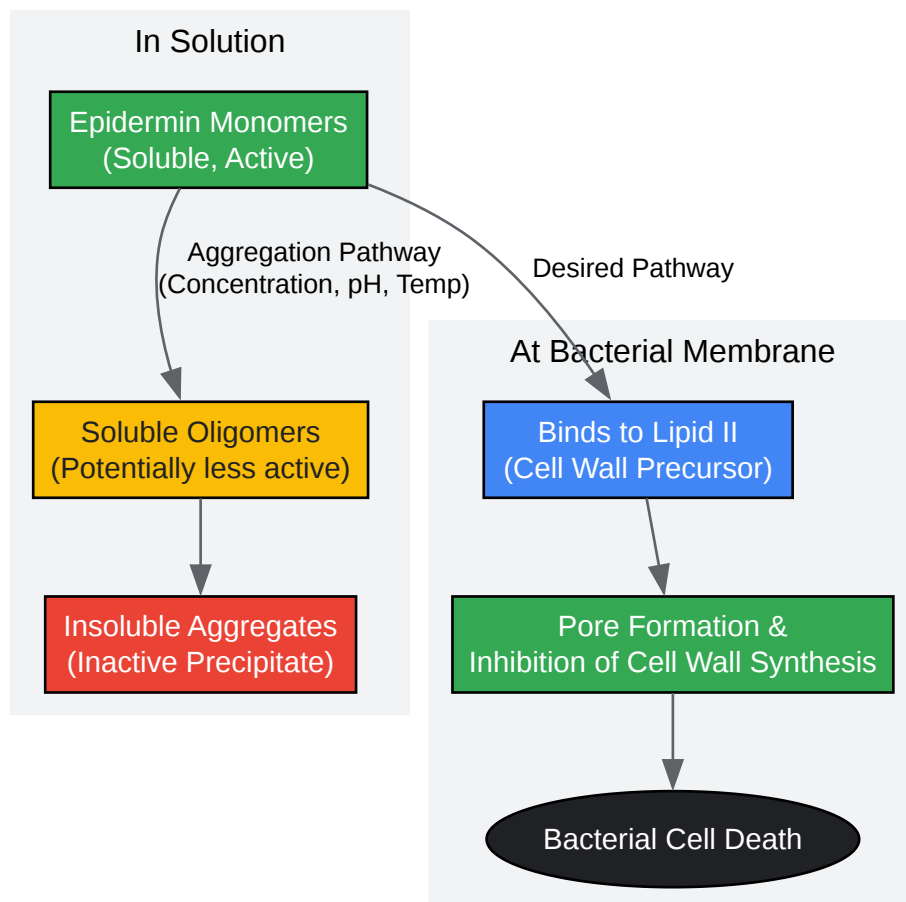 In Solution
Epidermin Monomers
(Soluble, Active)
Aggregation Pathway
(Concentration, pH, Temp)
Desired Pathway
At Bacterial Membrane
Soluble Oligomers
(Potentially less active)
Binds to Lipid II
(Cell Wall Precursor)
Insoluble Aggregates
(Inactive Precipitate)
Pore Formation &
Inhibition of Cell Wall Synthesis
Bacterial Cell Death